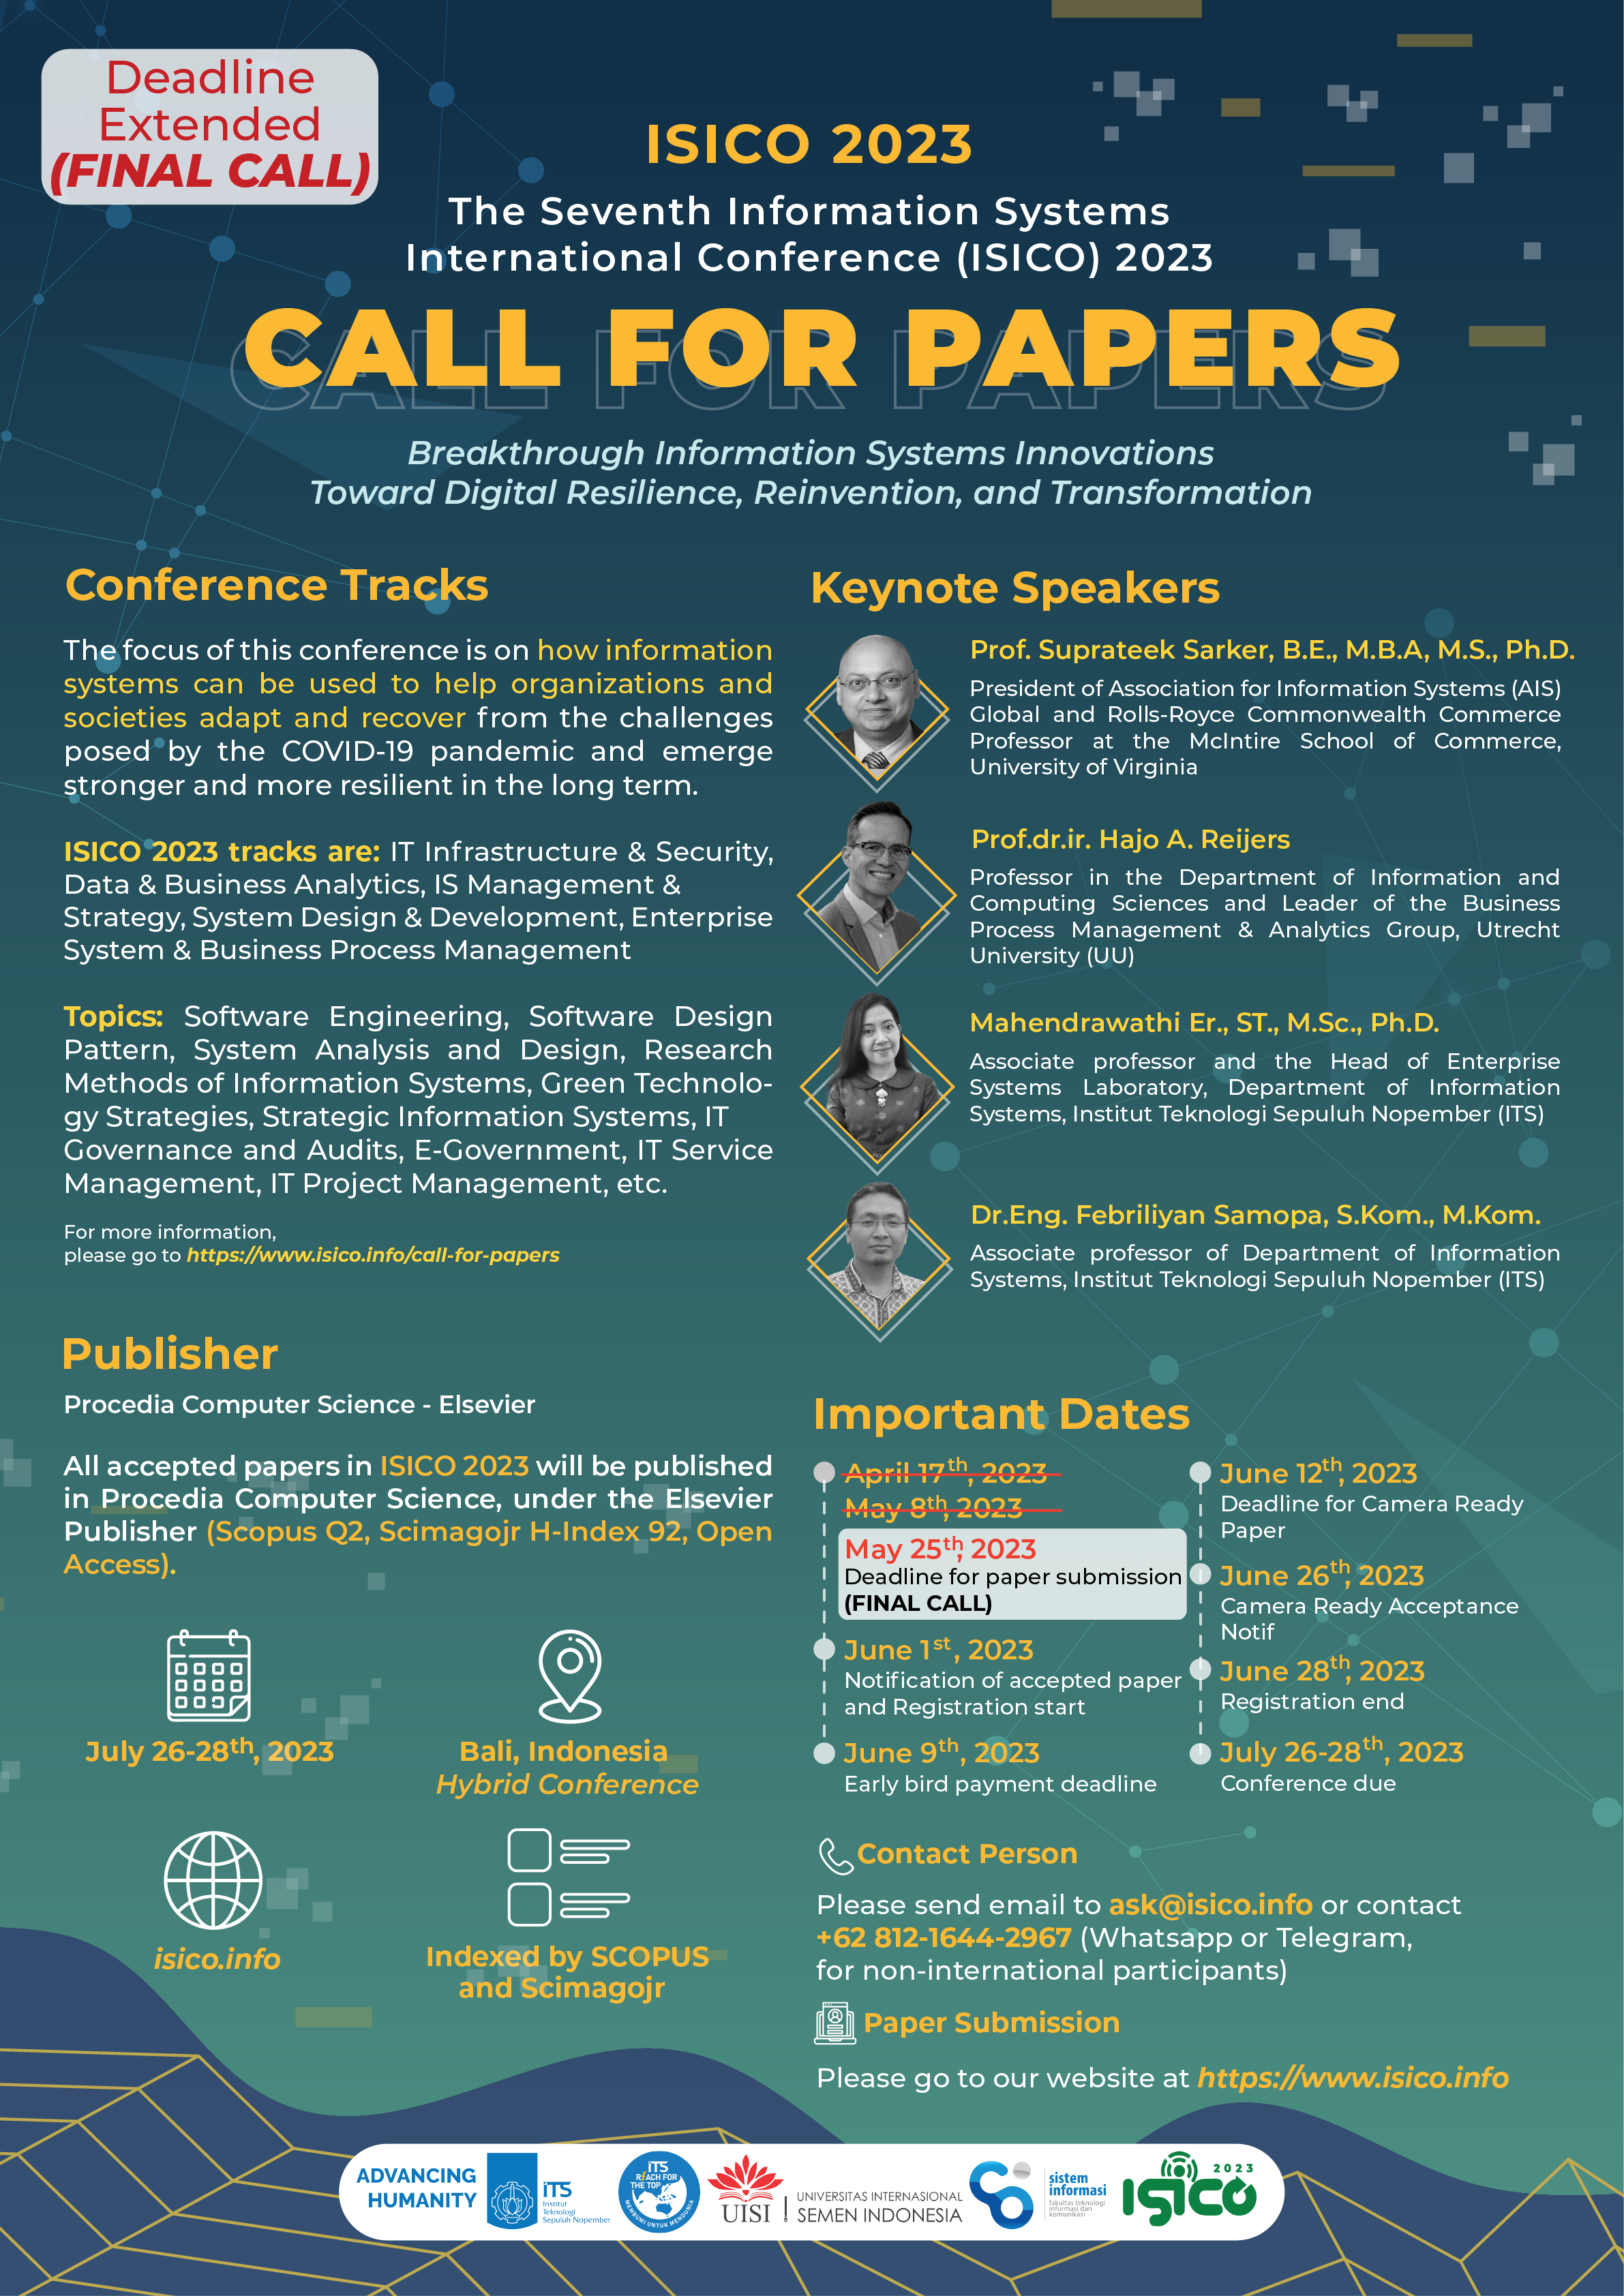 Deadline
Extended
(FINAL CALL)
ISICO 2023
The Seventh Information Systems
International Conference (ISICO) 2023
CALL FOR PAPERS
Breakthrough Information Systems Innovations
Toward Digital Resilience, Reinvention, and Transformation
Conference Tracks
The focus of this conference is on how information
systems can be used to help organizations and
societies adapt and recover from the challenges
posed by the COVID-19 pandemic and emerge
stronger and more resilient in the long term.
ISICO 2023 tracks are: IT Infrastructure & Security,
Data & Business Analytics, IS Management &
Strategy, System Design & Development, Enterprise
System & Business Process Management
Topics: Software Engineering, Software Design
Pattern, System Analysis and Design, Research
Methods of Information Systems, Green Technolo-
gy Strategies, Strategic Information Systems, IT
Governance and Audits, E-Government, IT Service
Management, IT Project Management, etc.
For more information,
please go to https://www.isico.info/call-for-papers
Publisher
Procedia Computer Science - Elsevier
All accepted papers in ISICO 2023 will be published
in Procedia Computer Science, under the Elsevier
Publisher (Scopus Q2, Scimagojr H-Index 92, Open
Access).
July 26-28th, 2023
Bali, Indonesia
Hybrid Conference
isico.info
Indexed by SCOPUS
and Scimagojr
Keynote Speakers
Prof. Suprateek Sarker, B.E., M.B.A, M.S., Ph.D.
President of Association for Information Systems (AIS)
Global and Rolls-Royce Commonwealth Commerce
Professor at the McIntire School of Commerce,
University of Virginia
Prof.dr.ir. Hajo A. Reijers
Professor in the Department of Information and
Computing Sciences and Leader of the Business
Process Management & Analytics Group, Utrecht
University (UU)
Mahendrawathi Er., ST., M.Sc., Ph.D.
Associate professor and the Head of Enterprise
Systems Laboratory, Department of Information
Systems, Institut Teknologi Sepuluh Nopember (ITS)
Dr.Eng. Febriliyan Samopa, S.Kom., M.Kom.
Associate professor of Department of Information
Systems, Institut Teknologi Sepuluh Nopember (ITS)
Important Dates
April 17th, 2023
May 8th, 2023
May 25th, 2023
Deadline for paper submission
(FINAL CALL)
June 1st, 2023
Notification of accepted paper
and Registration start
June 9th, 2023
Early bird payment deadline
June 12th, 2023
Deadline for Camera Ready
Paper
June 26th, 2023
Camera Ready Acceptance
Notif
June 28th, 2023
Registration end
July 26-28th, 2023
Conference due
Contact Person
Please send email to ask@isico.info or contact
+62 812-1644-2967 (Whatsapp or Telegram,
for non-international participants)
Paper Submission
Please go to our website at https://www.isico.info
ADVANCING
HUMANITY
ITS
Institut
Teknologi
Sepuluh Nopember
ITS
REACH FOR
THE TOP
MEMBUMI UNTUK MENDUNIA
UISI
UNIVERSITAS INTERNASIONAL
SEMEN INDONESIA
sistem
informasi
fakultas teknologi
informasi dan
komunikasi
2023
ISICO